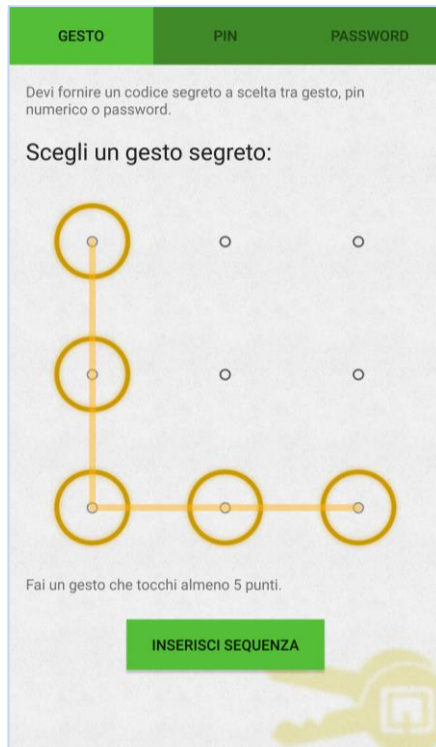 GESTO PIN PASSWORD
Devi fornire un codice segreto a scelta tra gesto, pin
numerico o password.
Scegli un gesto segreto:
Fai un gesto che tocchi almeno 5 punti.
INSERISCI SEQUENZA